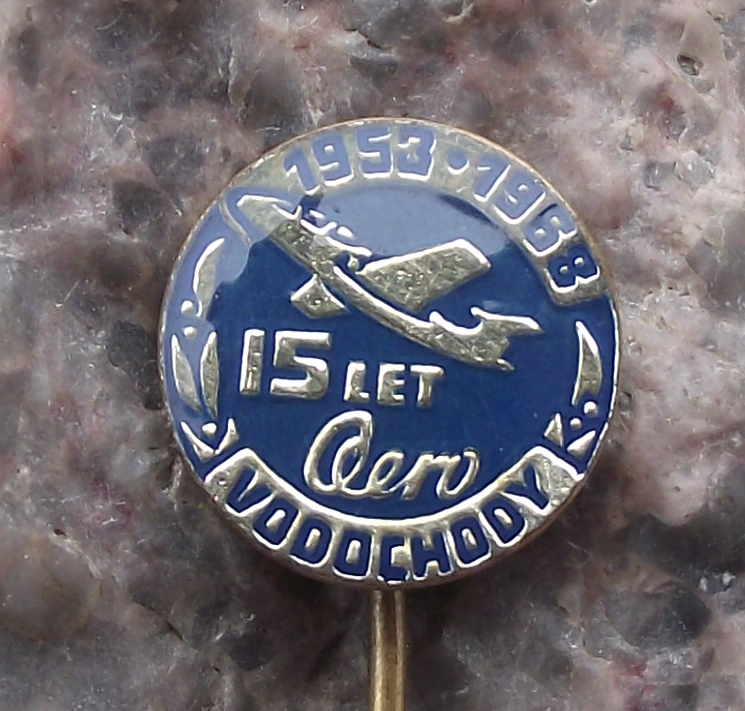 1953 · 1968
15 LET
Aero
VODOCHODY